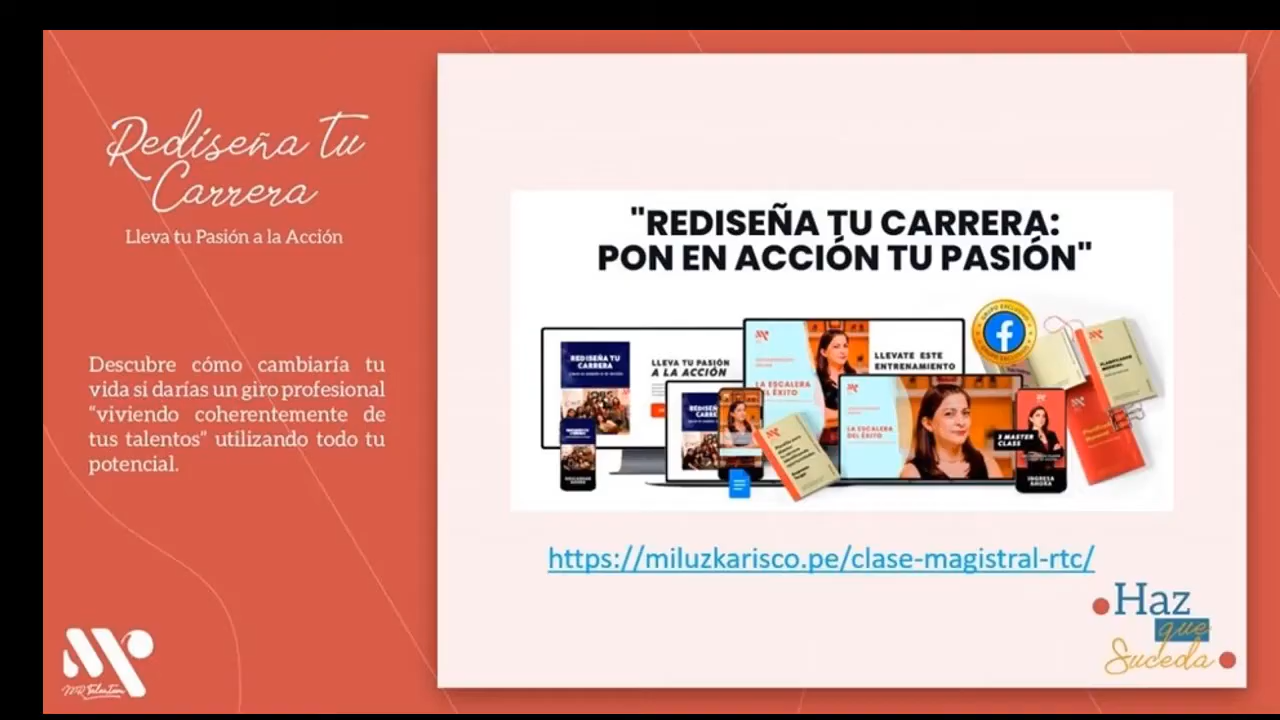 Rediseña tu
Carrera
Lleva tu Pasión a la Acción
Descubre cómo cambiaría tu
vida si darías un giro profesional
“viviendo coherentemente de
tus talentos” utilizando todo tu
potencial.
"REDISEÑA TU CARRERA:
PON EN ACCIÓN TU PASIÓN"
REDISEÑA TU
CARRERA
LLEVA TU PASIÓN
A LA ACCIÓN
LA ESCALERA
DEL ÉXITO
LLEVATE ESTE
ENTRENAMIENTO
LA ESCALERA
DEL ÉXITO
3 MASTER
CLASS
INGRESA
AHORA
PLANIFICADOR
https://miluzkarisco.pe/clase-magistral-rtc/
Haz
que
Suceda